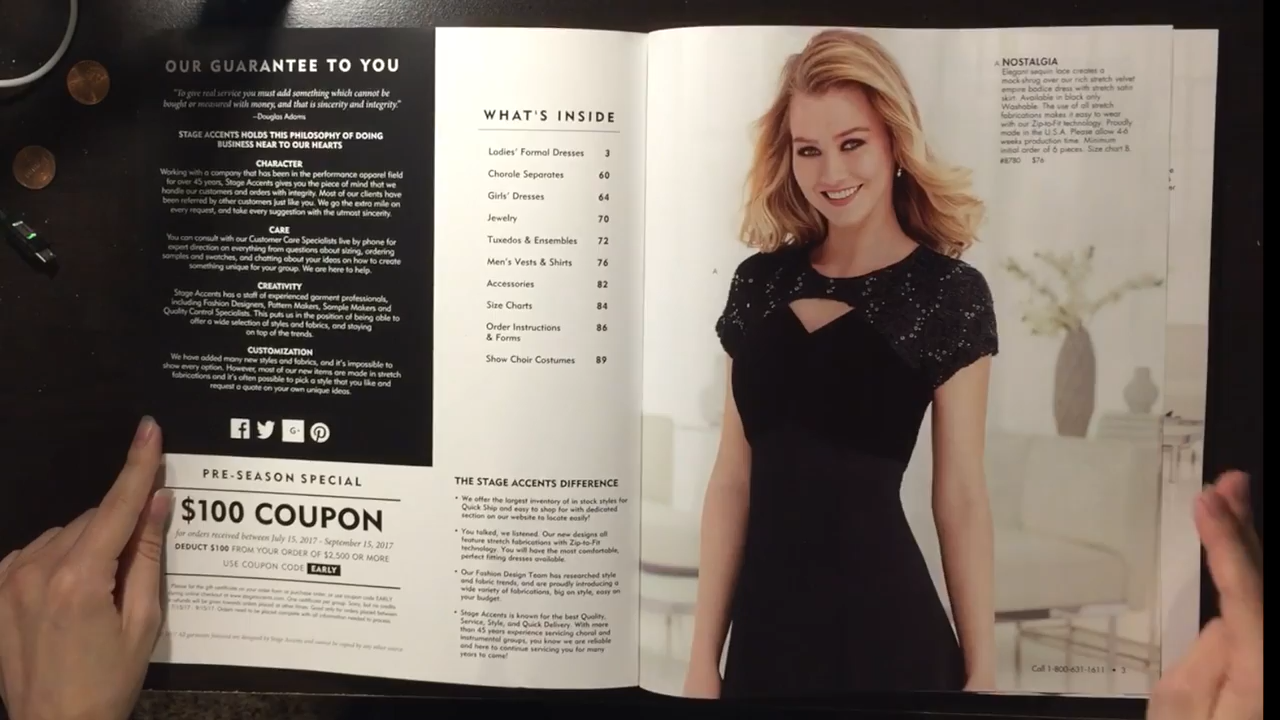 OUR GUARANTEE TO YOU
"To give real service you must add something which cannot be
bought or measured with money, and that is sincerity and integrity."
—Douglas Adams
STAGE ACCENTS HOLDS THIS PHILOSOPHY OF DOING
BUSINESS NEAR TO OUR HEARTS
CHARACTER
Working with a company that has been in the performance apparel field
for over 45 years, Stage Accents gives you the piece of mind that we
handle our customers and orders with integrity. Most of our clients have
been referred by other customers just like you. We go the extra mile on
every request, and take every suggestion with the utmost sincerity.
CARE
You can consult with our Customer Care Specialists live by phone for
expert direction on everything from questions about sizing, ordering
samples and swatches, and chatting about your ideas on how to create
something unique for your group. We are here to help.
CREATIVITY
Stage Accents has a staff of experienced garment professionals,
including Fashion Designers, Pattern Makers, Sample Makers and
Quality Control Specialists. This puts us in the position of being able to
offer a wide selection of styles and fabrics, and staying
on top of the trends.
CUSTOMIZATION
We have added many new styles and fabrics, and it's impossible to
show every option. However, most of our new items are made in stretch
fabrications and it's often possible to pick a style that you like and
request a quote on your own unique ideas.
PRE-SEASON SPECIAL
$100 COUPON
for orders received between July 15, 2017 - September 15, 2017
DEDUCT $100 FROM YOUR ORDER OF $2,500 OR MORE
USE COUPON CODE EARLY
WHAT'S INSIDE
Ladies' Formal Dresses 3
Chorale Separates 60
Girls' Dresses 64
Jewelry 70
Tuxedos & Ensembles 72
Men's Vests & Shirts 76
Accessories 82
Size Charts 84
Order Instructions 86
& Forms
Show Choir Costumes 89
THE STAGE ACCENTS DIFFERENCE
• We offer the largest inventory of in stock styles for
Quick Ship and easy to shop for with dedicated
section on our website to locate easily!
• You talked, we listened. Our new designs all
feature stretch fabrications with Zip-to-Fit
technology. You will have the most comfortable,
perfect fitting dresses available.
• Our Fashion Design Team has researched style
and fabric trends, and are proudly introducing a
wide variety of fabrications, big on style, easy on
your budget.
• Stage Accents is known for the best Quality,
Service, Style, and Quick Delivery. With more
than 45 years experience servicing choral and
instrumental groups, you know we are reliable
and here to continue servicing you for many
years to come!
A
A. NOSTALGIA
Elegant sequin lace creates a
mock-shrug over our rich stretch velvet
empire bodice dress with stretch satin
skirt. Available in black only
Washable. The use of all stretch
fabrications makes it easy to wear
with our Zip-to-Fit technology. Proudly
made in the U.S.A. Please allow 4-6
weeks production time. Minimum
initial order of 6 pieces. Size chart B.
#8780 $76
Call 1-800-631-1611 • 3